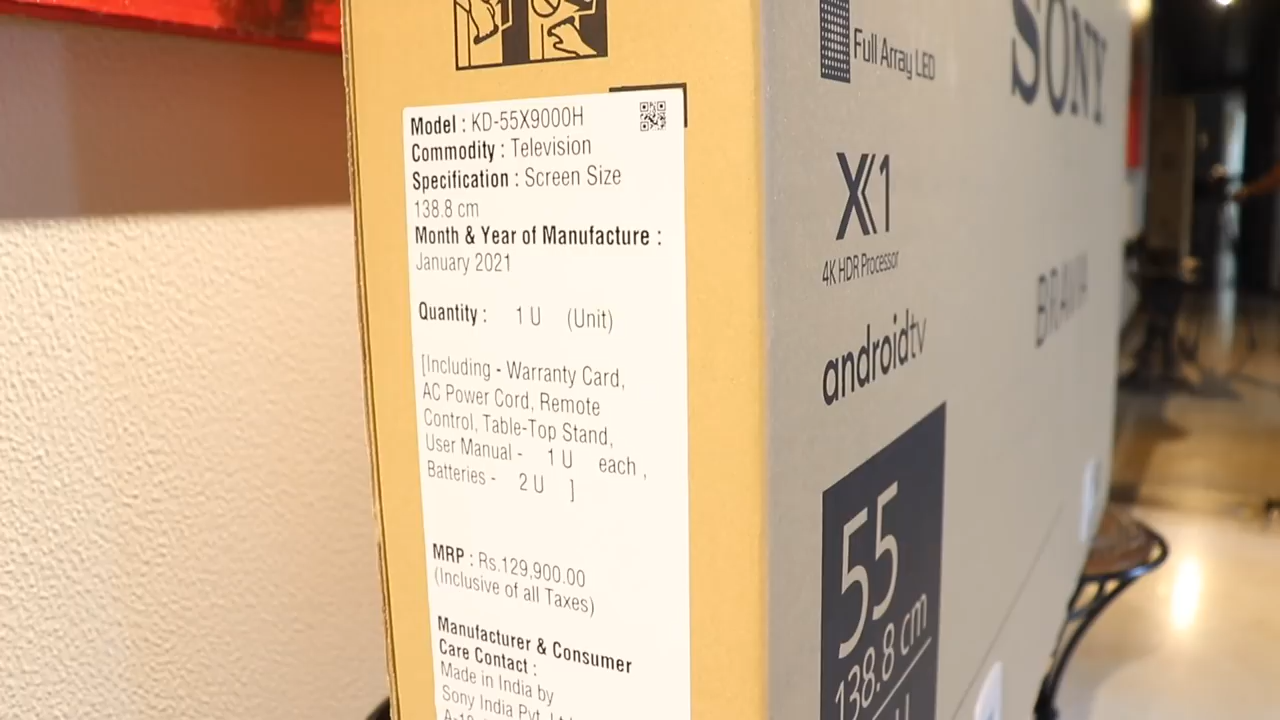 Model : KD-55X9000H
Commodity : Television
Specification : Screen Size
138.8 cm
Month & Year of Manufacture :
January 2021
Quantity : 1 U (Unit)
[Including - Warranty Card,
AC Power Cord, Remote
Control, Table-Top Stand,
User Manual - 1 U each ,
Batteries - 2 U ]
MRP : Rs.129,900.00
(Inclusive of all Taxes)
Manufacturer & Consumer
Care Contact :
Made in India by
Sony India Pvt.
Full Array LED
X1
4K HDR Processor
androidtv
55
138.8 cm
SONY
BRAVIA